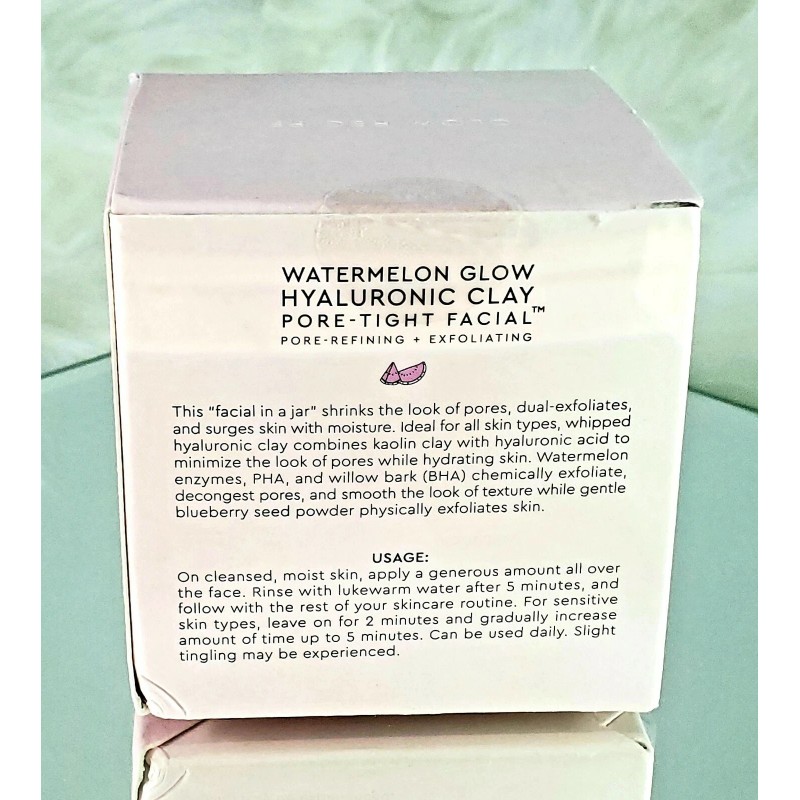 WATERMELON GLOW
HYALURONIC CLAY
PORE-TIGHT FACIAL™
PORE-REFINING + EXFOLIATING
This "facial in a jar" shrinks the look of pores, dual-exfoliates,
and surges skin with moisture. Ideal for all skin types, whipped
hyaluronic clay combines kaolin clay with hyaluronic acid to
minimize the look of pores while hydrating skin. Watermelon
enzymes, PHA, and willow bark (BHA) chemically exfoliate,
decongest pores, and smooth the look of texture while gentle
blueberry seed powder physically exfoliates skin.
USAGE:
On cleansed, moist skin, apply a generous amount all over
the face. Rinse with lukewarm water after 5 minutes, and
follow with the rest of your skincare routine. For sensitive
skin types, leave on for 2 minutes and gradually increase
amount of time up to 5 minutes. Can be used daily. Slight
tingling may be experienced.